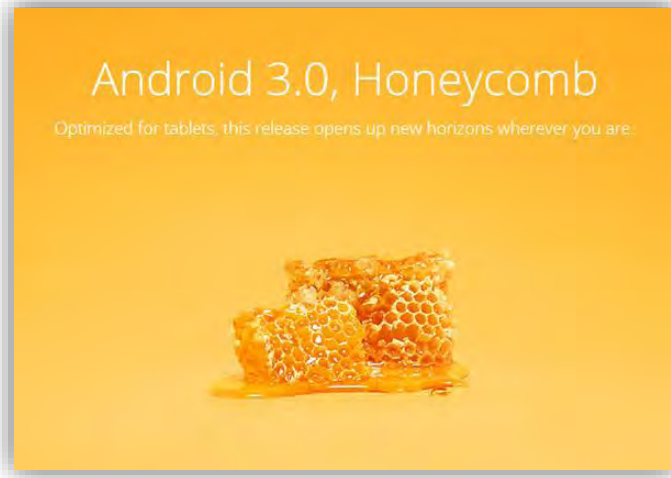 Android 3.0, Honeycomb
Optimized for tablets, this release opens up new horizons wherever you are.